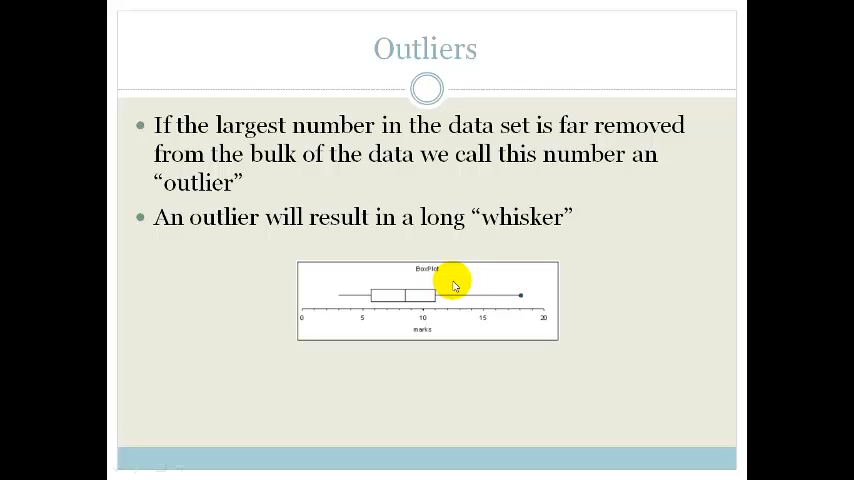 Outliers
If the largest number in the data set is far removed
from the bulk of the data we call this number an
“outlier”
An outlier will result in a long “whisker”
BoxPlot
0 5 10 15 20
marks